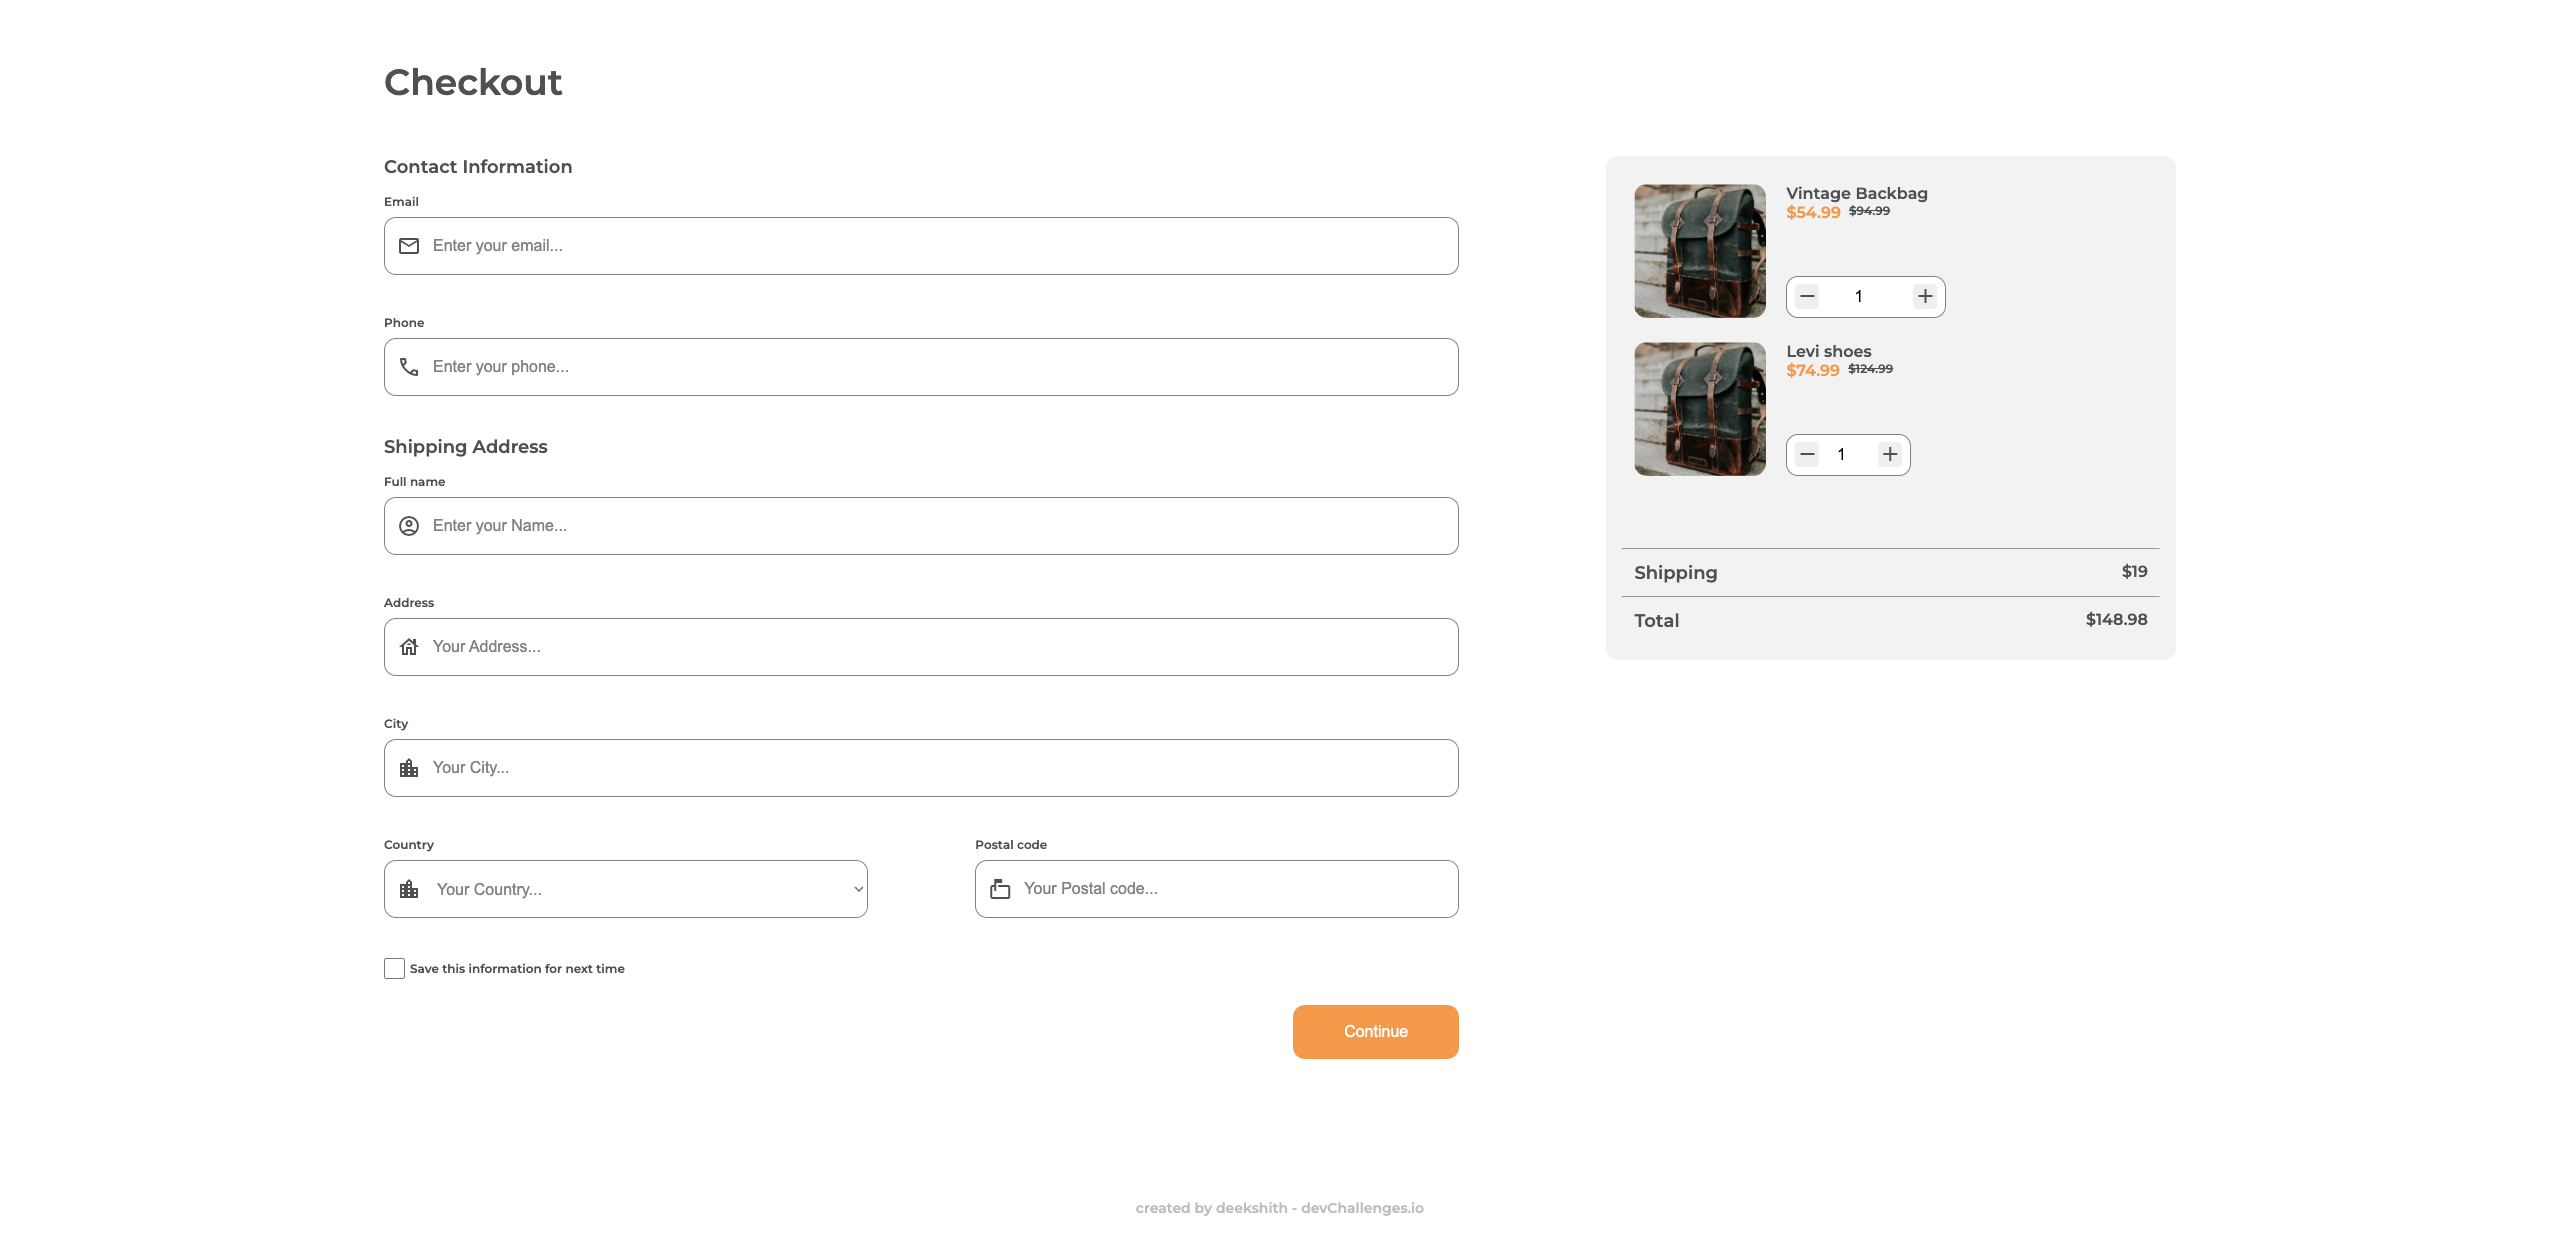 Checkout
Contact Information
Email
Enter your email...
Phone
Enter your phone...
Shipping Address
Full name
Enter your Name...
Address
Your Address...
City
Your City...
Country
Your Country...
Postal code
Your Postal code...
Save this information for next time
Continue
Vintage Backbag
$54.99 $94.99
1
Levi shoes
$74.99 $124.99
1
Shipping $19
Total $148.98
created by deekshith - devChallenges.io